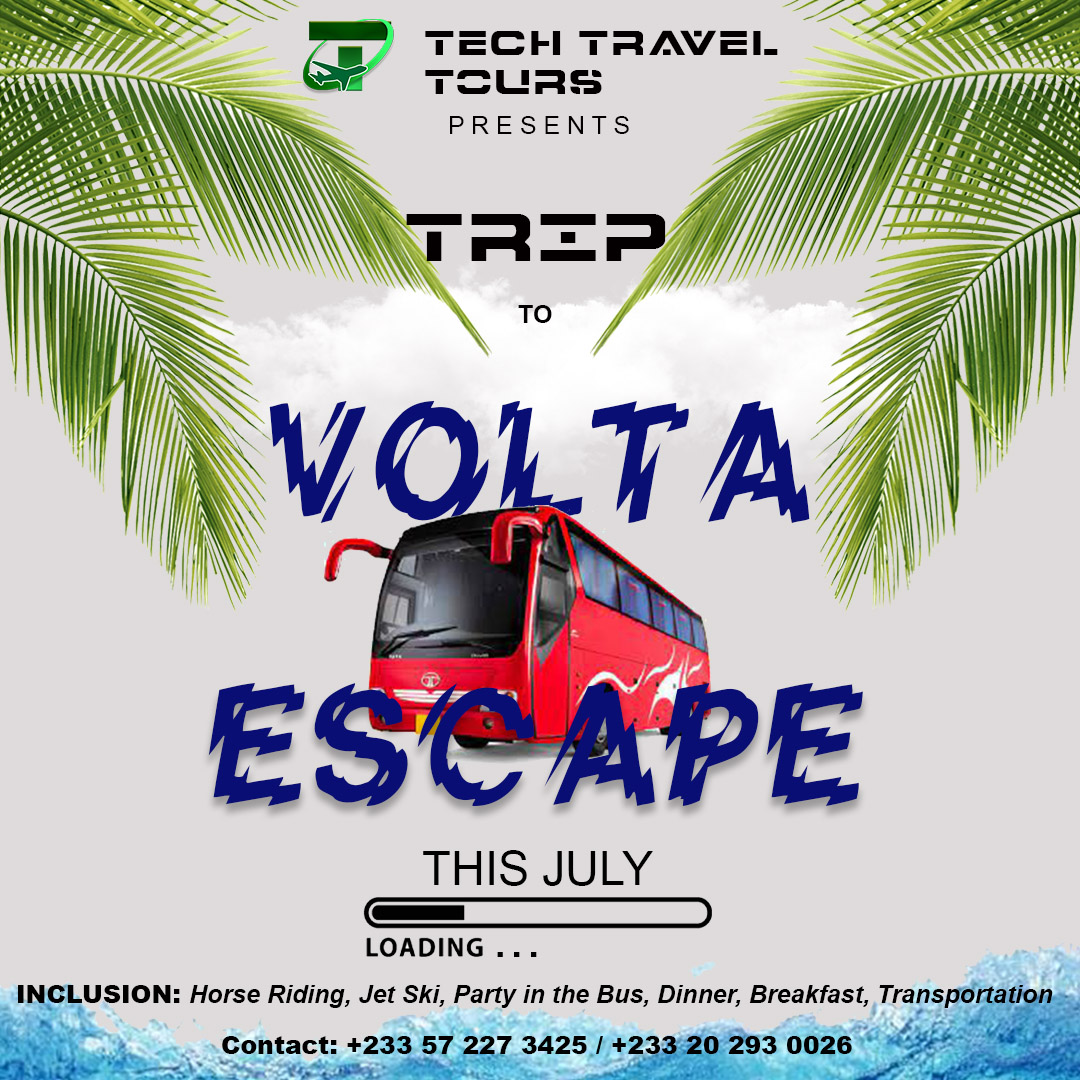 TECH TRAVEL
TOURS
PRESENTS
TRIP
TO
VOLTA
ESCAPE
THIS JULY
LOADING ...
INCLUSION: Horse Riding, Jet Ski, Party in the Bus, Dinner, Breakfast, Transportation
Contact: +233 57 227 3425 / +233 20 293 0026